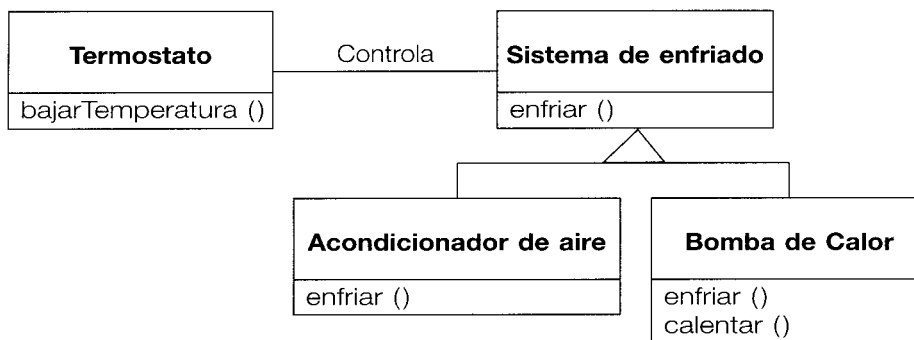 Termostato
bajarTemperatura ()
Controla
Sistema de enfriado
enfriar ()
Acondicionador de aire
enfriar ()
Bomba de Calor
enfriar ()
calentar ()